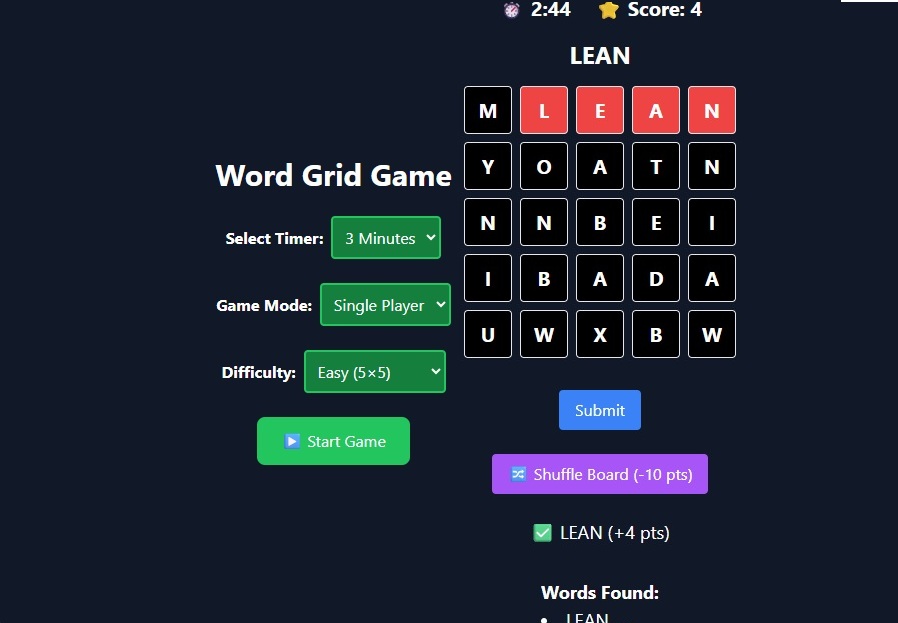 2:44 Score: 4
LEAN
M L E A N
Y O A T N
N N B E I
I B A D A
U W X B W
Word Grid Game
Select Timer: 3 Minutes
Game Mode: Single Player
Difficulty: Easy (5×5)
Start Game
Submit
Shuffle Board (-10 pts)
LEAN (+4 pts)
Words Found:
• LEAN